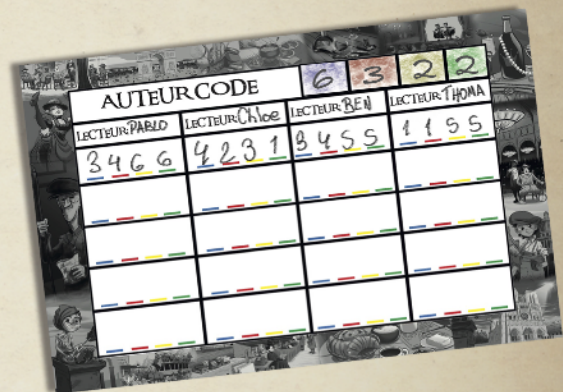 AUTEUR CODE 6 3 2 2
LECTEUR: PABLO LECTEUR: Chloe LECTEUR: BEN LECTEUR: THOMA
3 4 6 6 4 2 3 1 3 4 5 5 1 1 5 5